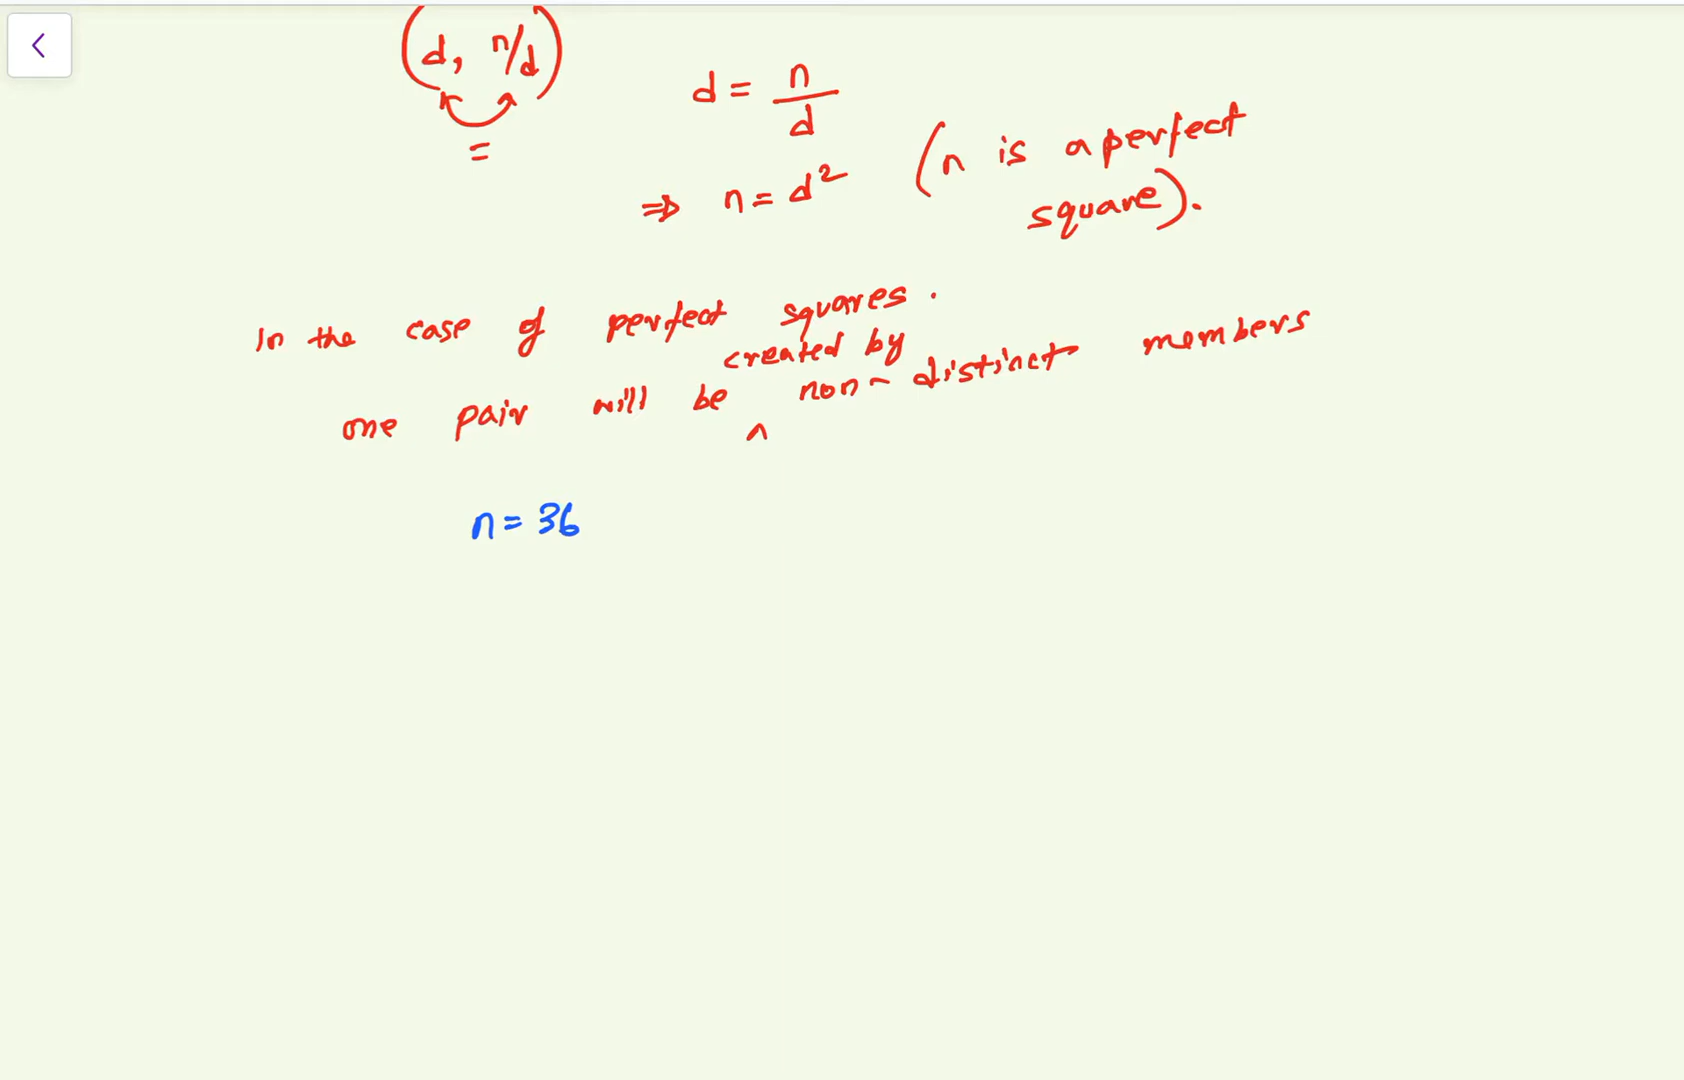 (d, n/d)
=
d = n/d
⇒ n = d² (n is a perfect
square).
In the case of perfect squares.
one pair will be created by non-distinct members
n = 36